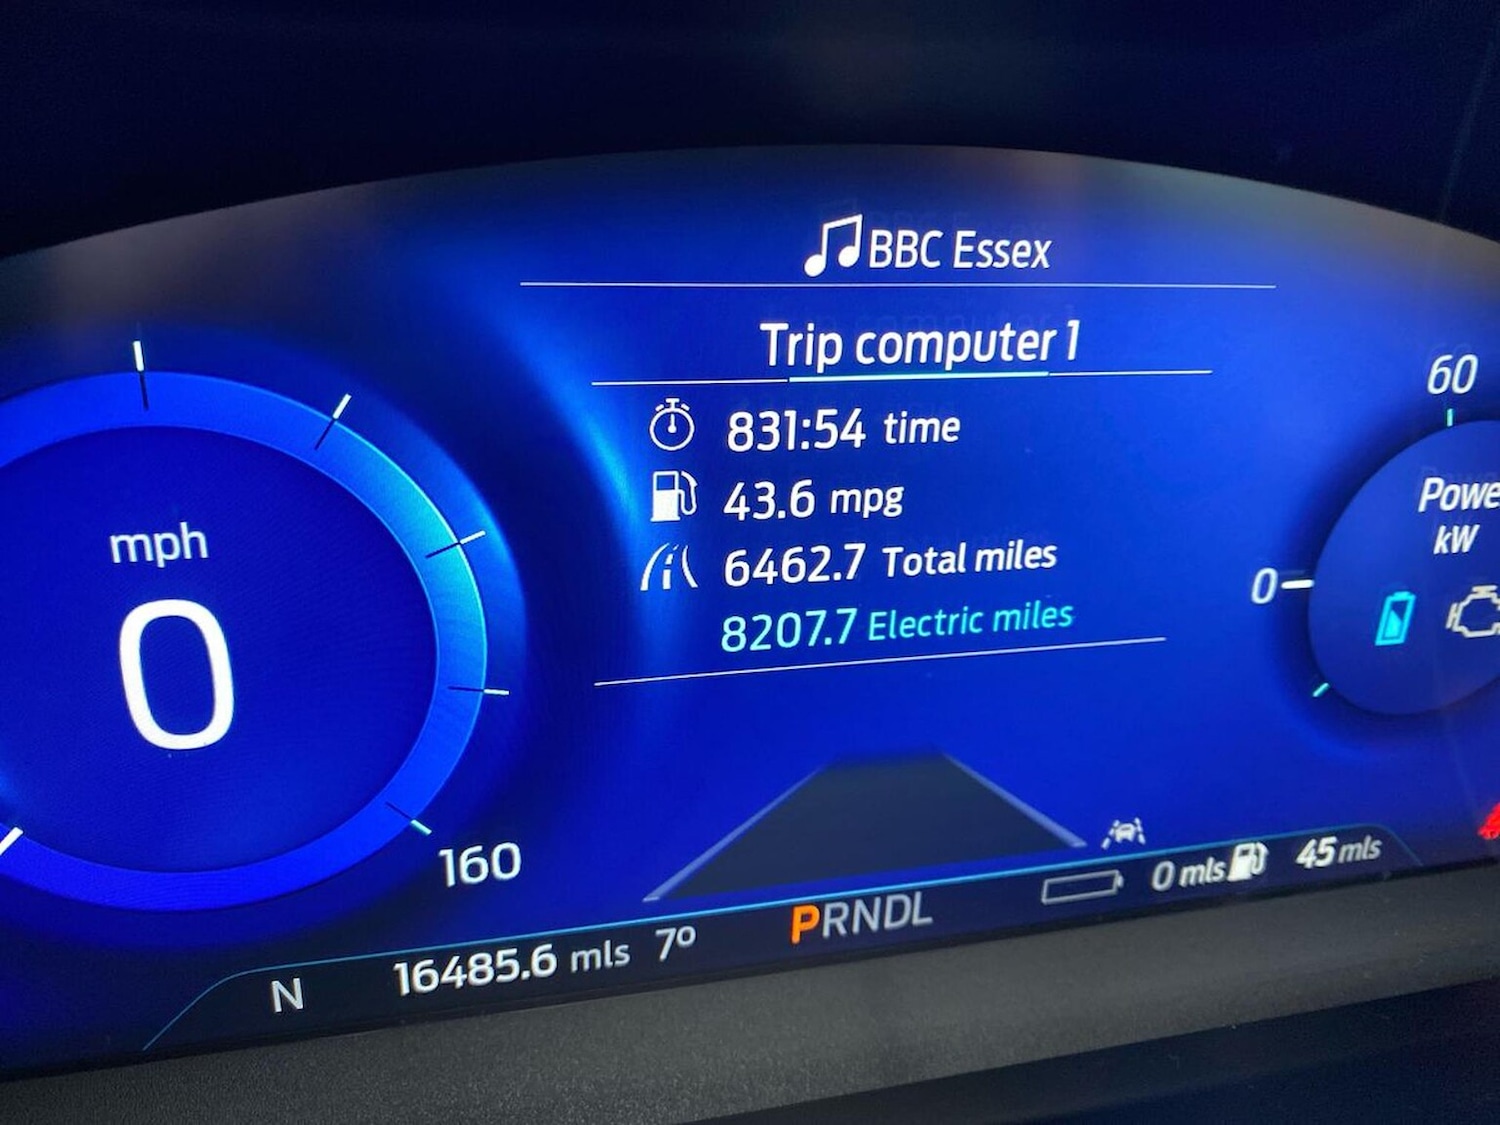 BBC Essex
Trip computer 1
831:54 time
43.6 mpg
6462.7 Total miles
8207.7 Electric miles
mph
0
160
60
Powe
kW
0
0 mls 45 mls
PRNDL
N 16485.6 mls 7º